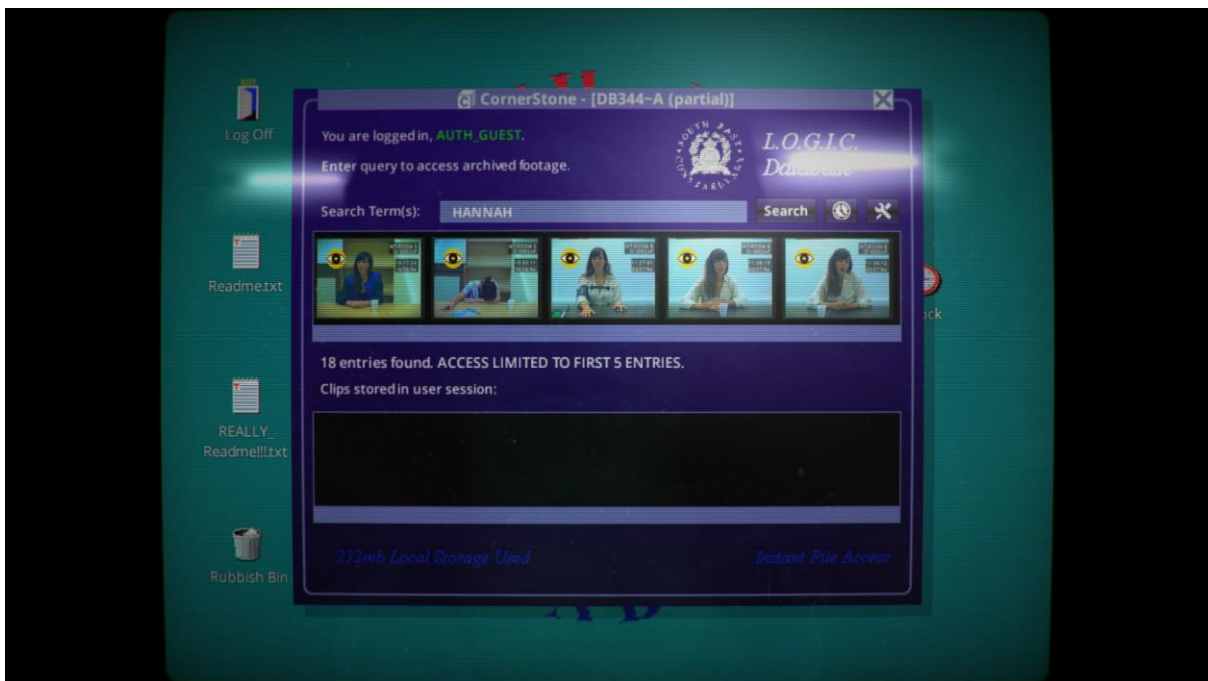 CornerStone - [DB344~A (partial)]
Log Off
You are logged in, AUTH_GUEST.
L.O.G.I.C.
Database
Enter query to access archived footage.
Search Term(s):
HANNAH
Search
Readme.txt
18 entries found. ACCESS LIMITED TO FIRST 5 ENTRIES.
Clips stored in user session:
REALLY_
Readme!!!.txt
232mb Local Storage Used
Instant File Access
Rubbish Bin